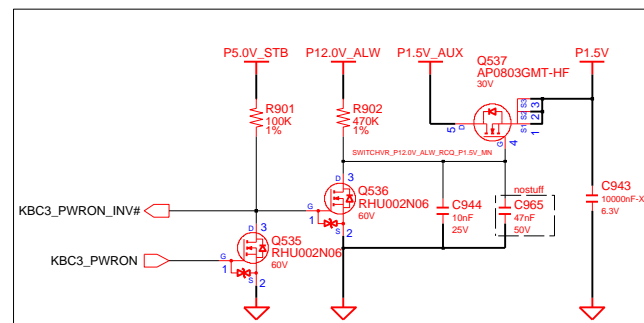 P5.0V_STB
P12.0V_ALW
P1.5V_AUX
P1.5V
Q537
AP0803GMT-HF
30V
R901
100K
1%
R902
470K
1%
5
D
G
4
S3
S2
S1
3
2
1
SWITCHVR_P12.0V_ALW_RCQ_P1.5V_MN
D
3
Q536
RHU002N06
60V
G
1
S
2
C944
10nF
25V
nostuff
C965
47nF
50V
C943
10000nF-X
6.3V
KBC3_PWRON_INV#
D
3
Q535
RHU002N06
60V
G
1
S
2
KBC3_PWRON